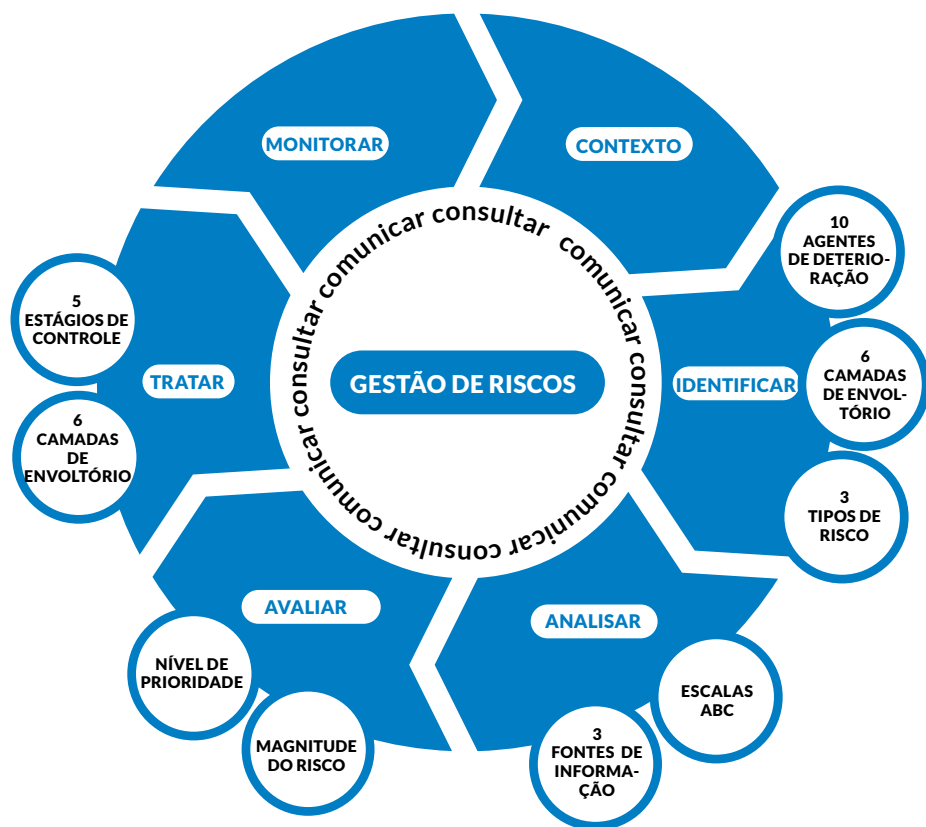 MONITORAR
CONTEXTO
comunicar consultar comunicar consultar comunicar consultar comunicar consultar
GESTÃO DE RISCOS
10
AGENTES
DE DETERIO-
RAÇÃO
IDENTIFICAR
6
CAMADAS
DE ENVOL-
TÓRIO
3
TIPOS DE
RISCO
ANALISAR
ESCALAS
ABC
3
FONTES DE
INFORMA-
ÇÃO
AVALIAR
MAGNITUDE
DO RISCO
NÍVEL DE
PRIORIDADE
TRATAR
6
CAMADAS
DE
ENVOLTÓRIO
5
ESTÁGIOS DE
CONTROLE